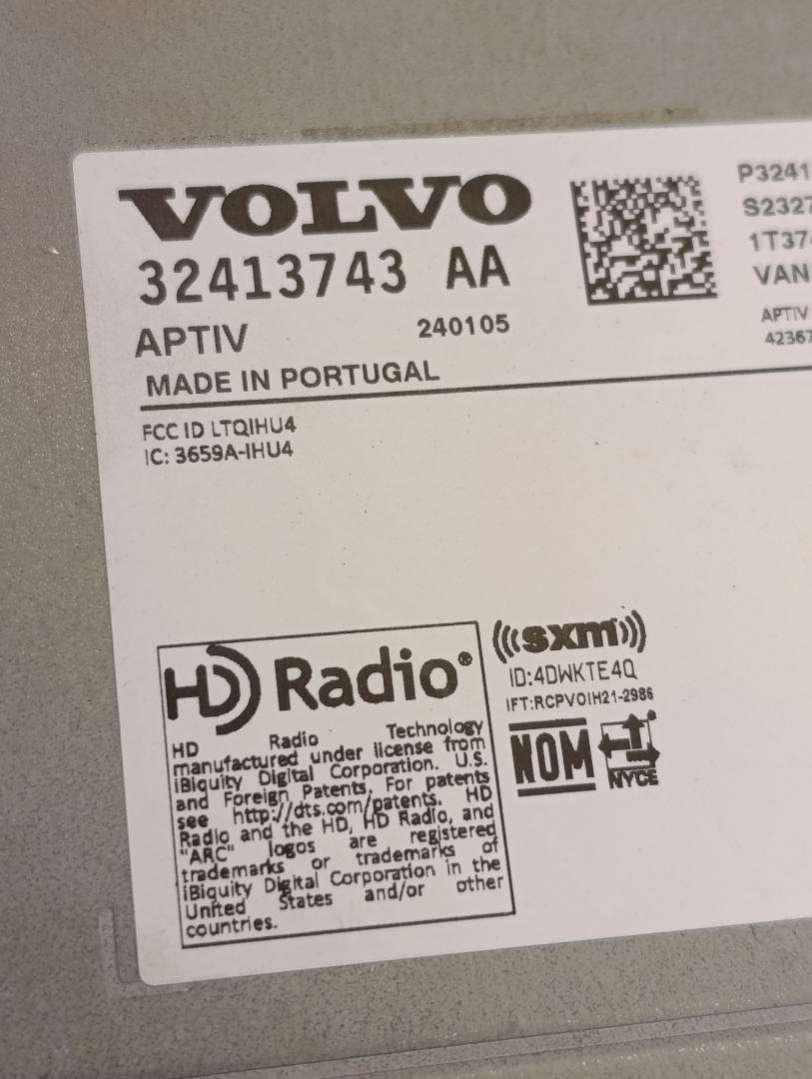 VOLVO
32413743 AA
APTIV 240105
MADE IN PORTUGAL
P3241
S2327
1T37
VAN
APTIV
42367
FCC ID LTQIHU4
IC: 3659A-IHU4
HD Radio®
HD Radio Technology
manufactured under license from
iBiquity Digital Corporation. U.S.
and Foreign Patents. For patents
see http://dts.com/patents. HD
Radio and the HD, HD Radio, and
"ARC" logos are registered
trademarks or trademarks of
iBiquity Digital Corporation in the
United States and/or other
countries.
(((sxm)))
ID:4DWKTE4Q
IFT:RCPVOIH21-2986
NOM
NYCE